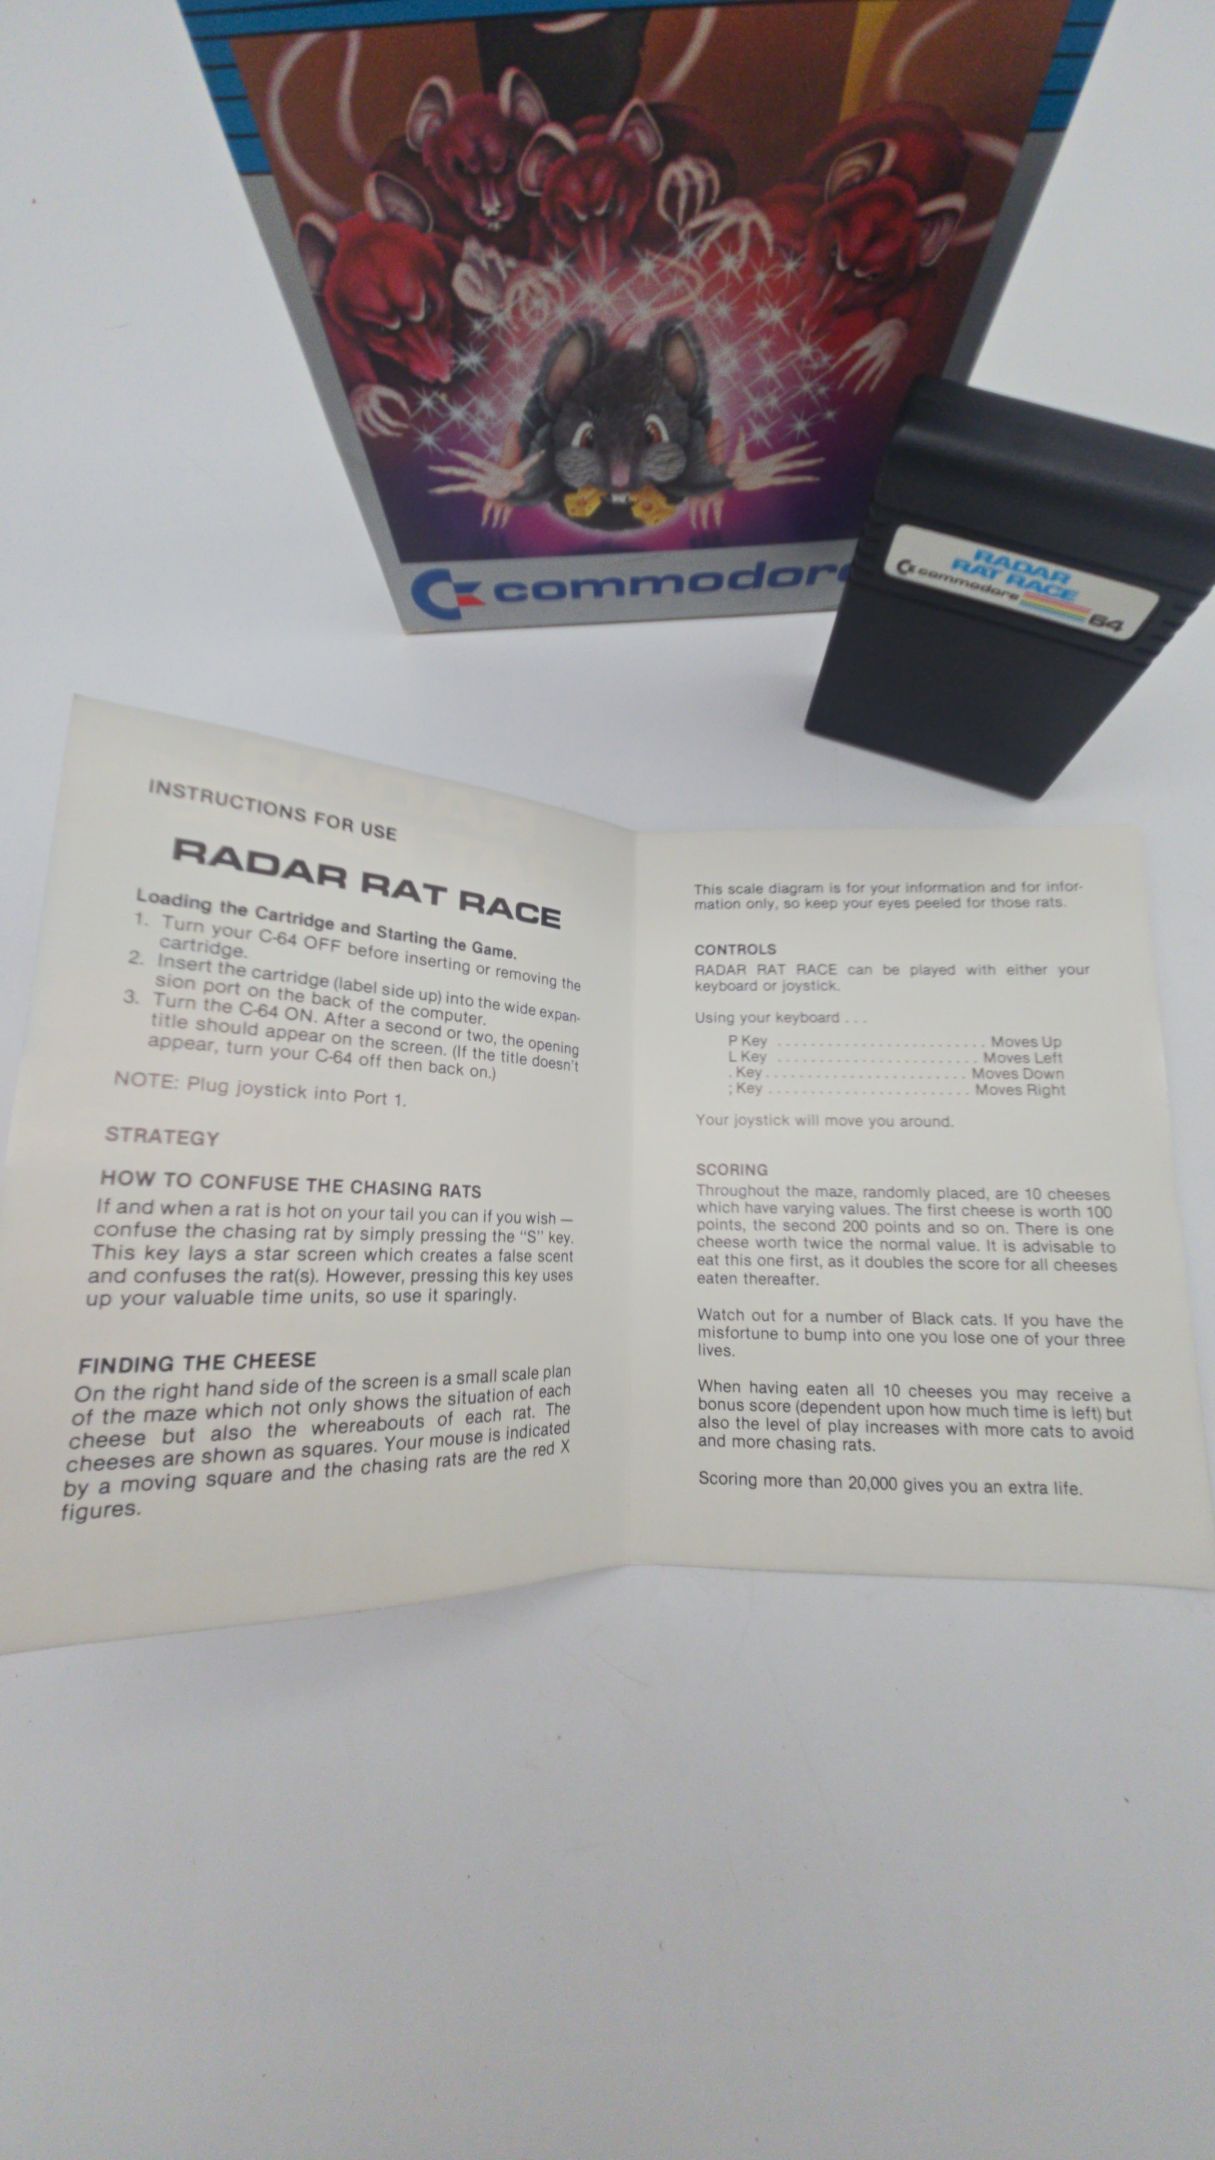 commodor
RADAR
RAT RACE
commodore 64
INSTRUCTIONS FOR USE
RADAR RAT RACE
Loading the Cartridge and Starting the Game.
1. Turn your C-64 OFF before inserting or removing the
cartridge.
2. Insert the cartridge (label side up) into the wide expan-
sion port on the back of the computer.
3. Turn the C-64 ON. After a second or two, the opening
title should appear on the screen. (If the title doesn't
appear, turn your C-64 off then back on.)
NOTE: Plug joystick into Port 1.
STRATEGY
HOW TO CONFUSE THE CHASING RATS
If and when a rat is hot on your tail you can if you wish —
confuse the chasing rat by simply pressing the "S" key.
This key lays a star screen which creates a false scent
and confuses the rat(s). However, pressing this key uses
up your valuable time units, so use it sparingly.
FINDING THE CHEESE
On the right hand side of the screen is a small scale plan
of the maze which not only shows the situation of each
cheese but also the whereabouts of each rat. The
cheeses are shown as squares. Your mouse is indicated
by a moving square and the chasing rats are the red X
figures.
This scale diagram is for your information and for infor-
mation only, so keep your eyes peeled for those rats.
CONTROLS
RADAR RAT RACE can be played with either your
keyboard or joystick.
Using your keyboard . . .
P Key ........................ Moves Up
L Key ........................ Moves Left
. Key ........................ Moves Down
; Key ........................ Moves Right
Your joystick will move you around.
SCORING
Throughout the maze, randomly placed, are 10 cheeses
which have varying values. The first cheese is worth 100
points, the second 200 points and so on. There is one
cheese worth twice the normal value. It is advisable to
eat this one first, as it doubles the score for all cheeses
eaten thereafter.
Watch out for a number of Black cats. If you have the
misfortune to bump into one you lose one of your three
lives.
When having eaten all 10 cheeses you may receive a
bonus score (dependent upon how much time is left) but
also the level of play increases with more cats to avoid
and more chasing rats.
Scoring more than 20,000 gives you an extra life.